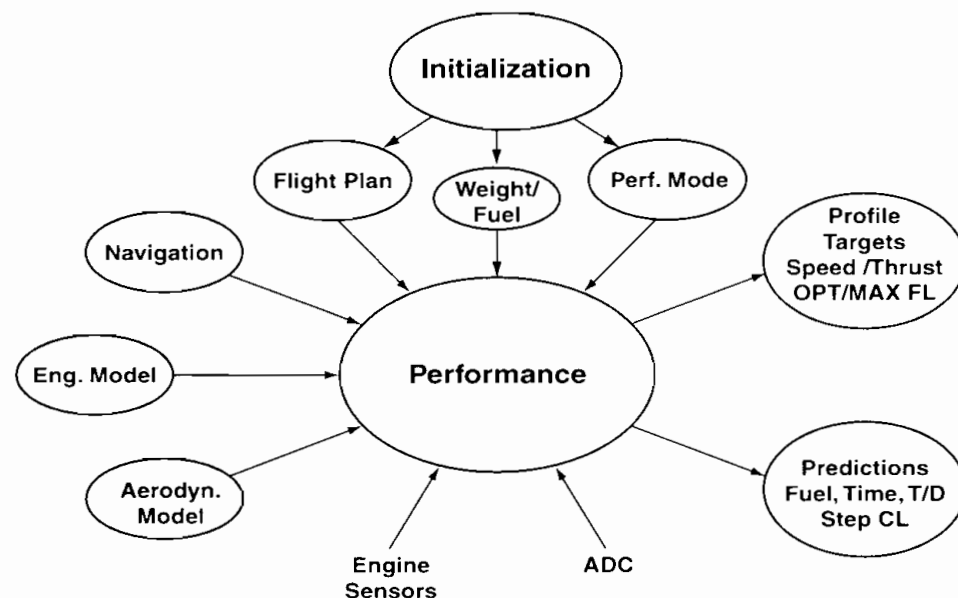 Initialization
Flight Plan
Weight/
Fuel
Perf. Mode
Navigation
Profile
Targets
Speed /Thrust
OPT/MAX FL
Eng. Model
Performance
Aerodyn.
Model
Predictions
Fuel, Time, T/D
Step CL
Engine
Sensors
ADC